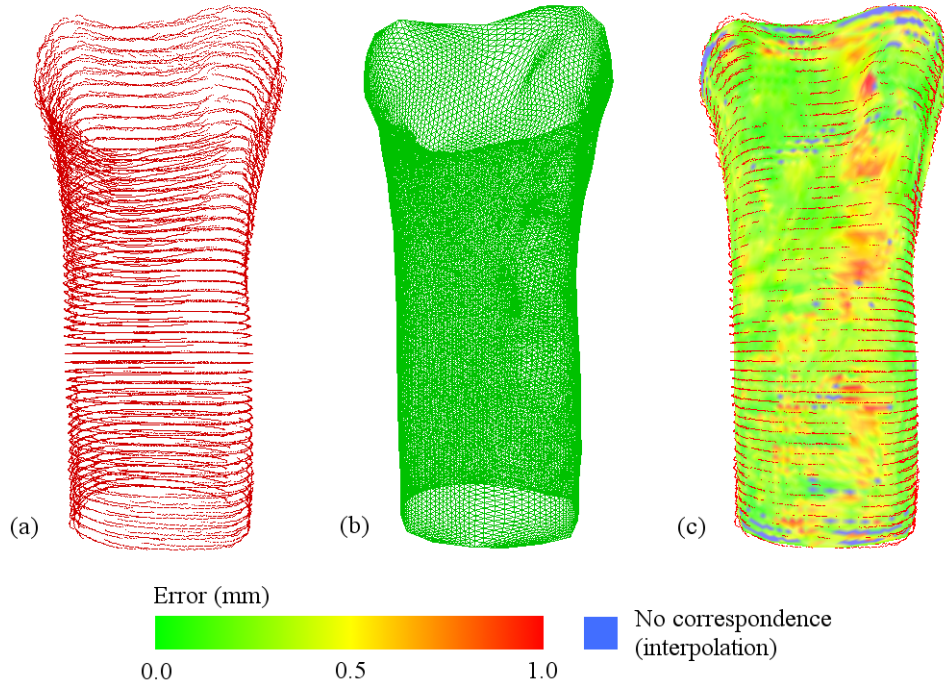 (a)
(b)
(c)
Error (mm)
0.0
0.5
1.0
No correspondence
(interpolation)